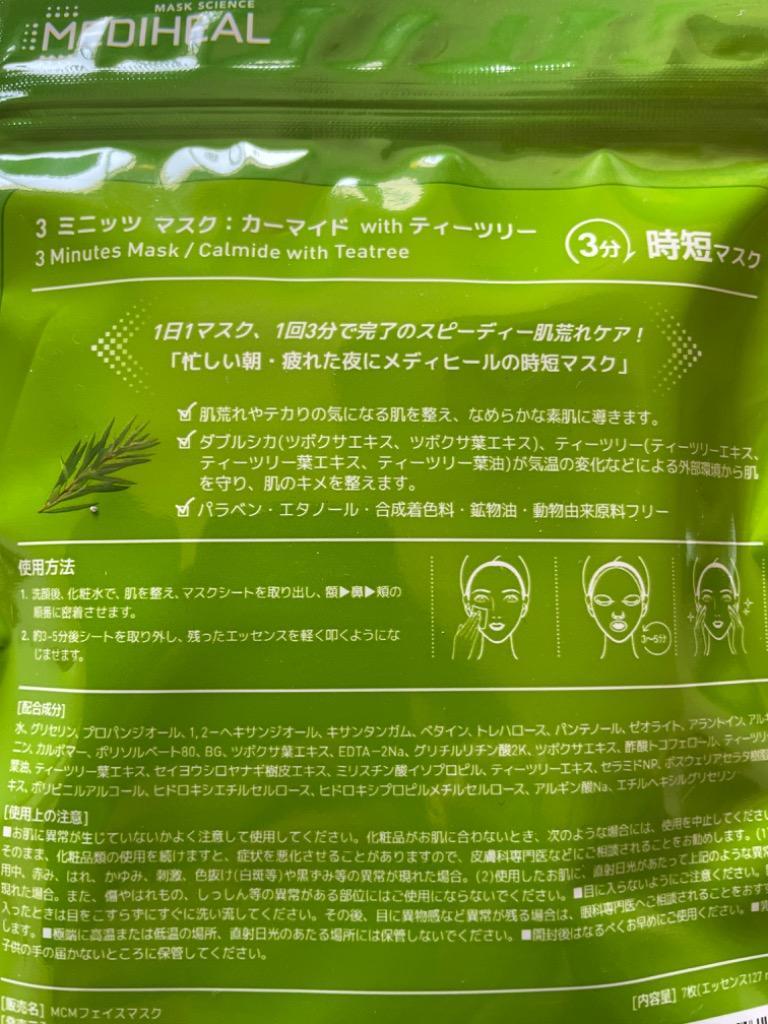 MASK SCIENCE
MEDIHEAL
3 ミニッツ マスク：カーマイド with ティーツリー
3 Minutes Mask / Calmide with Teatree
3分 時短マスク
1日1マスク、1回3分で完了のスピーディー肌荒れケア！
「忙しい朝・疲れた夜にメディヒールの時短マスク」
肌荒れやテカリの気になる肌を整え、なめらかな素肌に導きます。
ダブルシカ(ツボクサエキス、ツボクサ葉エキス)、ティーツリー(ティーツリーエキス、
ティーツリー葉エキス、ティーツリー葉油)が気温の変化などによる外部環境から肌
を守り、肌のキメを整えます。
パラベン・エタノール・合成着色料・鉱物油・動物由来原料フリー
使用方法
1. 洗顔後、化粧水で、肌を整え、マスクシートを取り出し、額▶鼻▶頬の
順番に密着させます。
2. 約3-5分後シートを取り外し、残ったエッセンスを軽く叩くようにな
じませます。
3〜5分
[配合成分]
水、グリセリン、プロパンジオール、1,2-ヘキサンジオール、キサンタンガム、ベタイン、トレハロース、パンテノール、ゼオライト、アラントイン、アルギ
ニン、カルボマー、ポリソルベート80、BG、ツボクサ葉エキス、EDTA-2Na、グリチルリチン酸2K、ツボクサエキス、酢酸トコフェロール、ティーツリー
葉油、ティーツリー葉エキス、セイヨウシロヤナギ樹皮エキス、ミリスチン酸イソプロピル、ティーツリーエキス、セラミドNP、ボスウェリアセラタ樹脂
キス、ポリビニルアルコール、ヒドロキシエチルセルロース、ヒドロキシプロピルメチルセルロース、アルギン酸Na、エチルヘキシルグリセリン
[使用上の注意]
■お肌に異常が生じていないかよく注意して使用してください。化粧品がお肌に合わないとき、次のような場合には、使用を中止してください。
そのまま、化粧品類の使用を続けますと、症状を悪化させることがありますので、皮膚科専門医などにご相談されることをお勧めします。(1)
用中、赤み、はれ、かゆみ、刺激、色抜け(白斑等)や黒ずみ等の異常が現れた場合。(2)使用したお肌に、直射日光があたって上記のような異常
現れた場合。また、傷やはれもの、しっしん等の異常がある部位にはご使用にならないでください。■目に入らないようにご注意ください。
入ったときは目をこすらずにすぐに洗い流してください。その後、目に異物感など異常が残る場合は、眼科専門医へご相談されることをおす
します。■極端に高温または低温の場所、直射日光のあたる場所には保管しないでください。■開封後はなるべくお早めにご使用ください。
子供の手の届かないところに保管してください。
[販売名] MCMフェイスマスク
[内容量] 7枚(エッセンス127